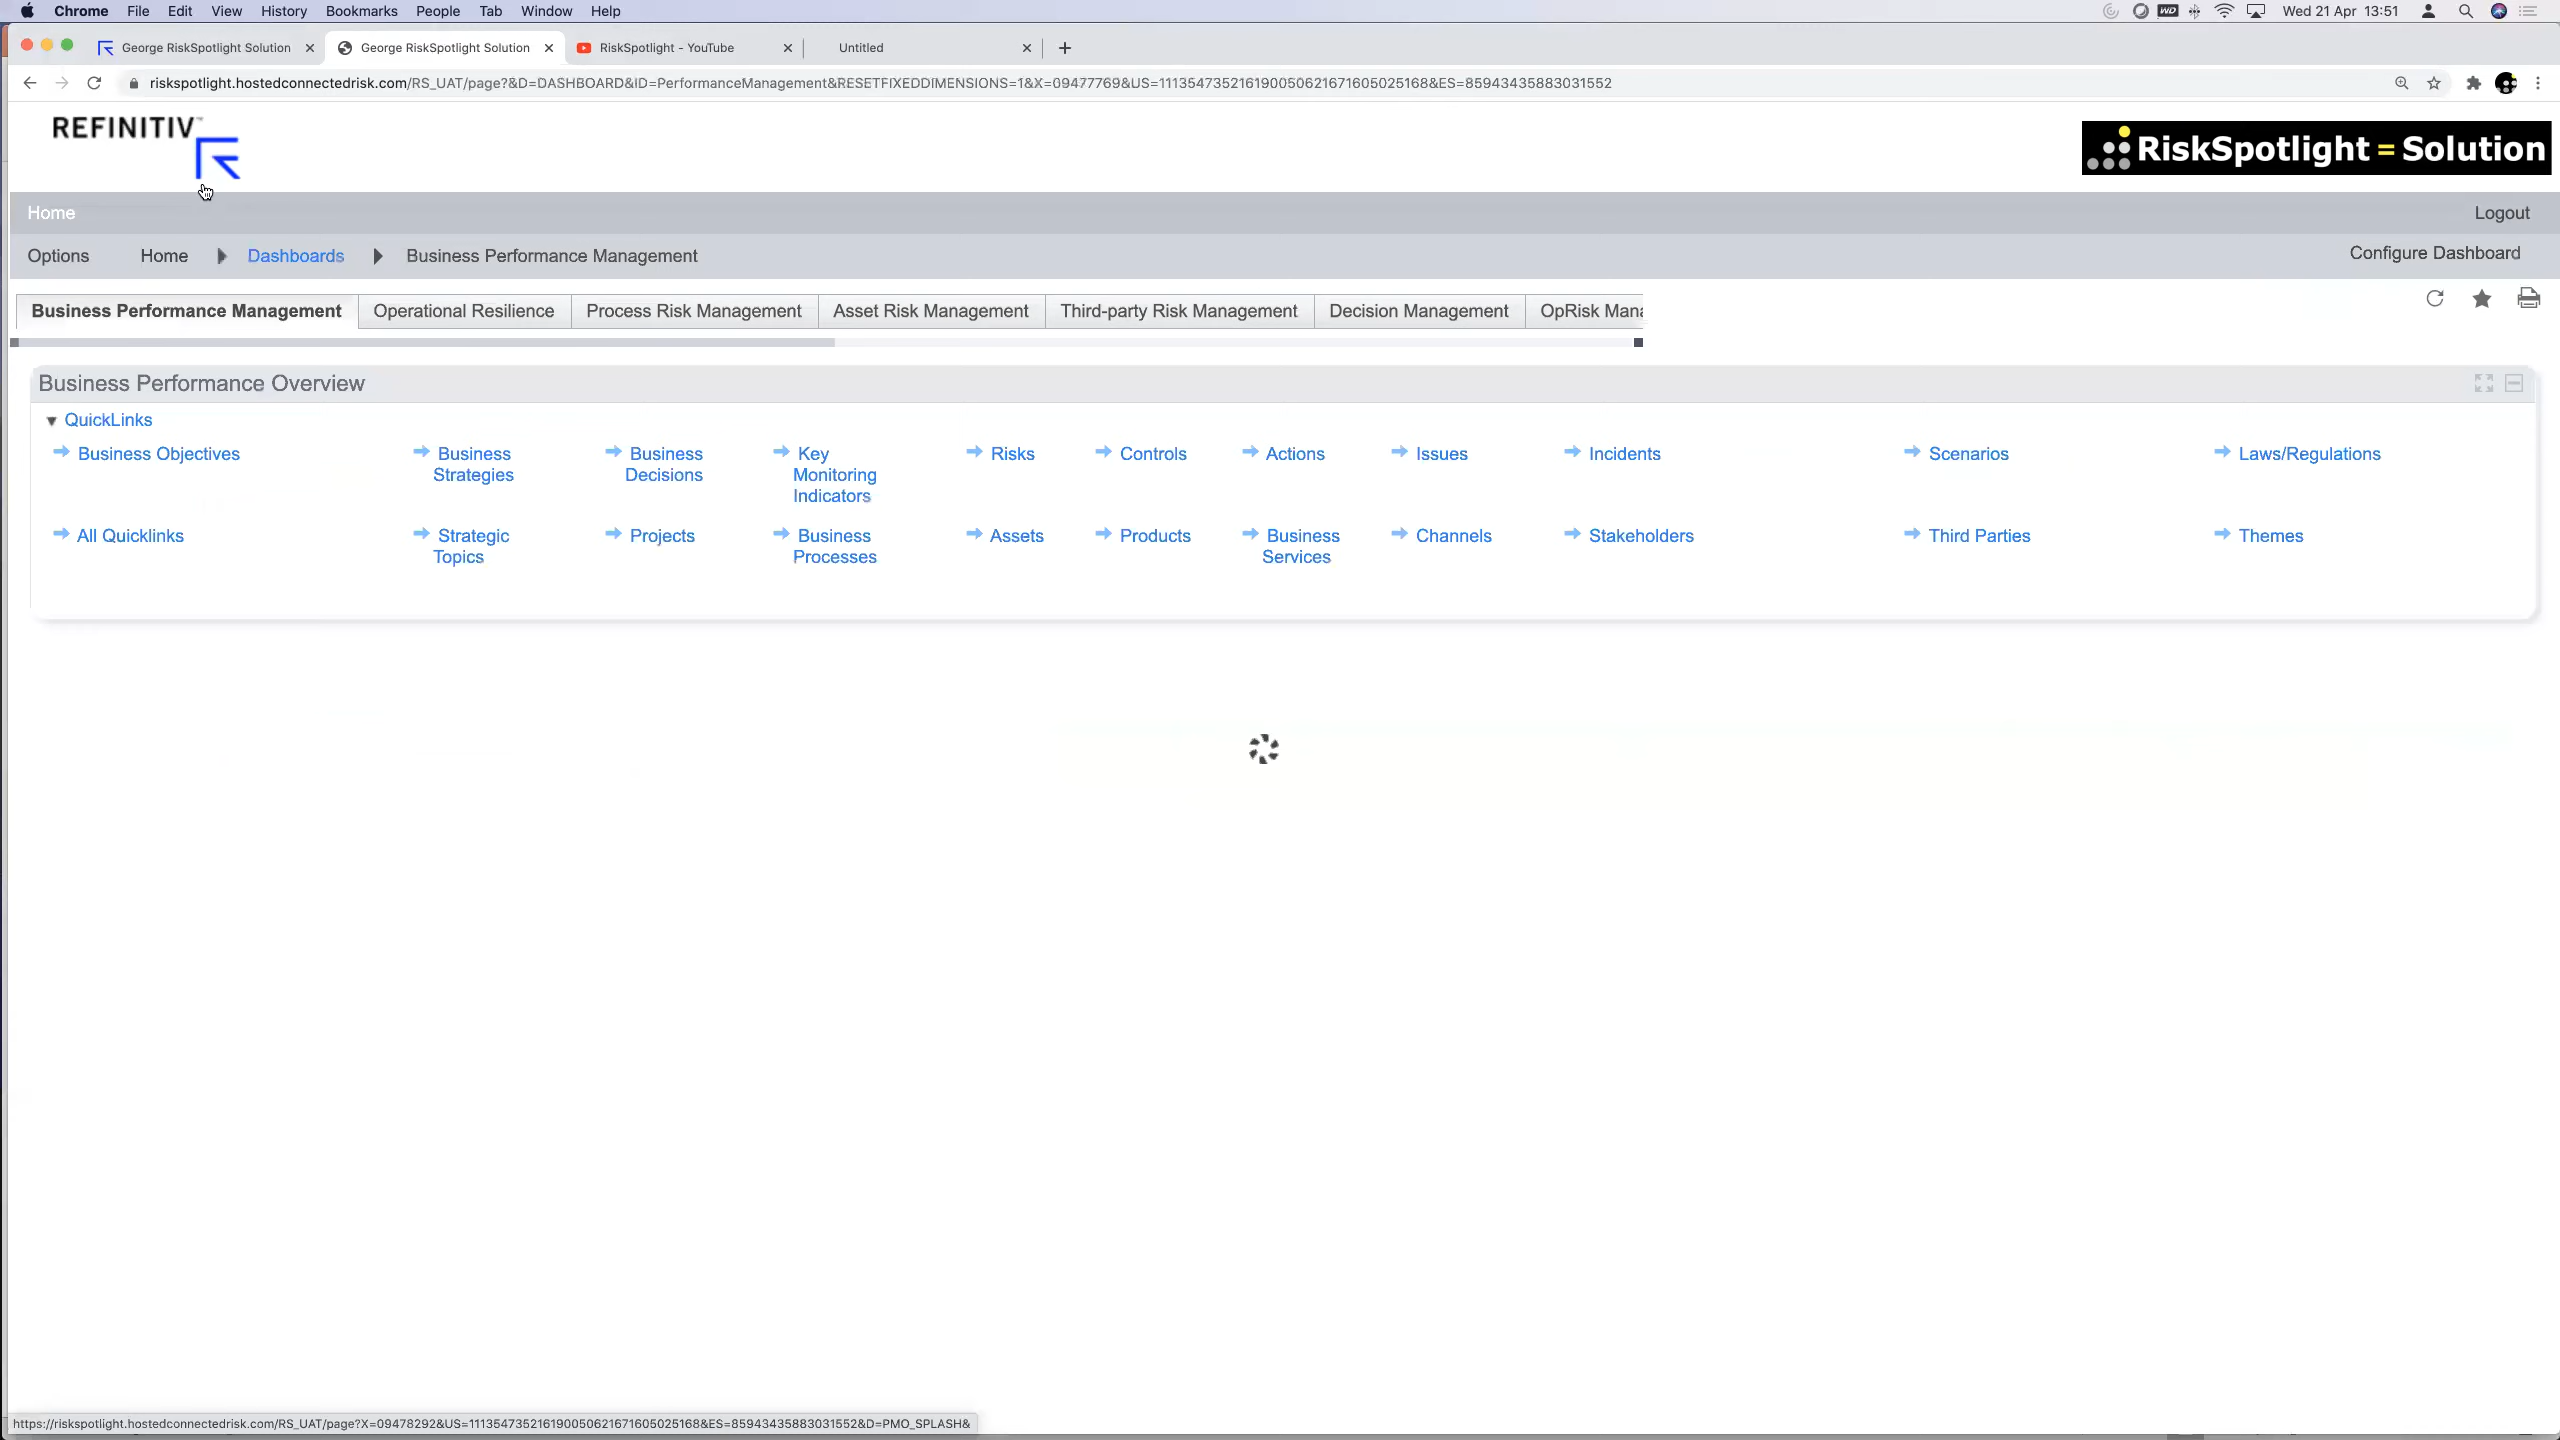 Chrome File Edit View History Bookmarks People Tab Window Help
WD Wed 21 Apr 13:51
George RiskSpotlight Solution George RiskSpotlight Solution RiskSpotlight - YouTube Untitled
riskspotlight.hostedconnectedrisk.com/RS_UAT/page?&D=DASHBOARD&ID=PerformanceManagement&RESETFIXEDDIMENSIONS=1&X=09477769&US=11135473521619005062167160502516 8&ES=85943435883031552
REFINITIV™
RiskSpotlight = Solution
Home Logout
Options Home Dashboards Business Performance Management Configure Dashboard
Business Performance Management Operational Resilience Process Risk Management Asset Risk Management Third-party Risk Management Decision Management OpRisk Mana
Business Performance Overview
QuickLinks
Business Objectives Business Business Key Risks Controls Actions Issues Incidents Scenarios Laws/Regulations
Strategies Decisions Monitoring
Indicators
All Quicklinks Strategic Projects Business Assets Products Business Channels Stakeholders Third Parties Themes
Topics Processes Services
https://riskspotlight.hostedconnectedrisk.com/RS_UAT/page?X=09478292&US=111354735216190050621671605025168&ES=85943435883031552&D=PMO_SPLASH&